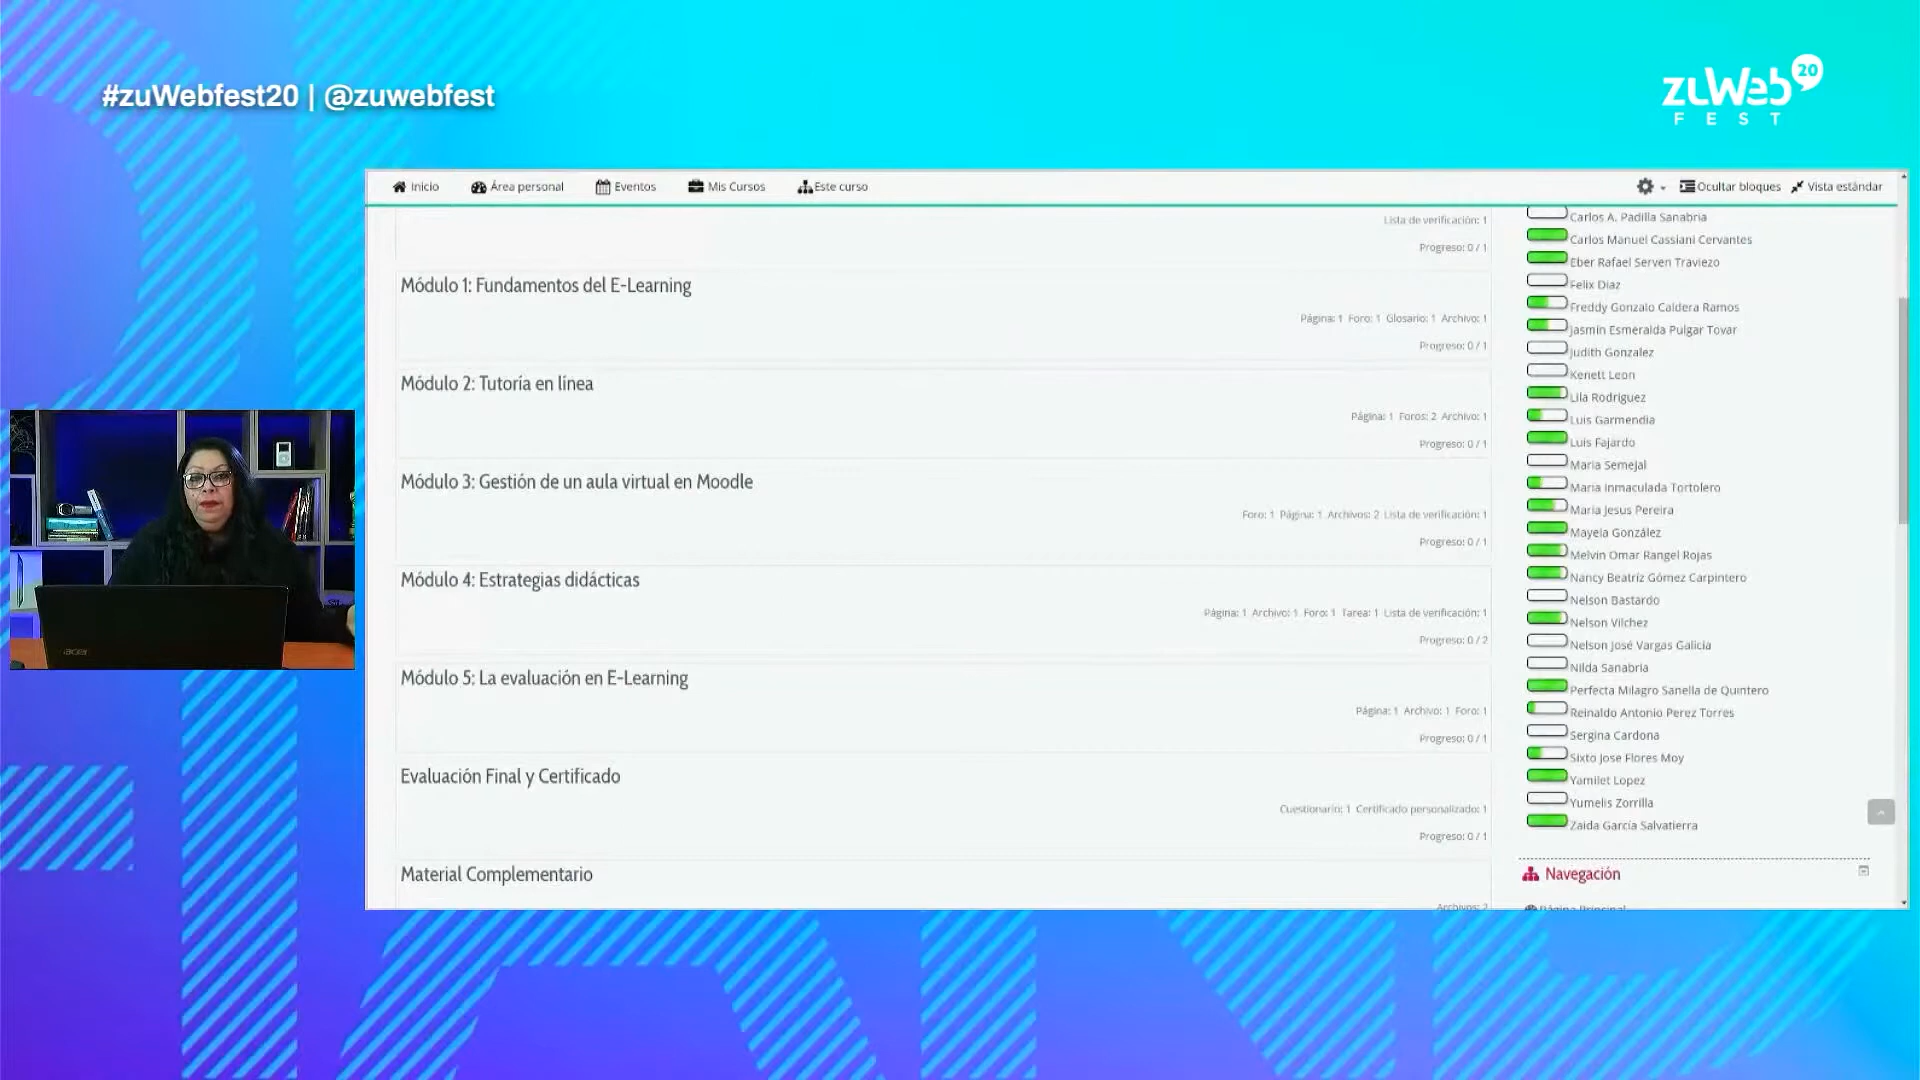 #zuWebfest20 | @zuwebfest
zuWeb 20
FEST
Inicio
Área personal
Eventos
Mis Cursos
Este curso
Ocultar bloques
Vista estándar
Lista de verificación: 1
Progreso: 0 / 1
Módulo 1: Fundamentos del E-Learning
Página: 1 Foro: 1 Glosario: 1 Archivo: 1
Progreso: 0 / 1
Módulo 2: Tutoría en línea
Página: 1 Foros: 2 Archivo: 1
Progreso: 0 / 1
Módulo 3: Gestión de un aula virtual en Moodle
Foro: 1 Página: 1 Archivos: 2 Lista de verificación: 1
Progreso: 0 / 1
Módulo 4: Estrategias didácticas
Página: 1 Archivo: 1 Foro: 1 Tarea: 1 Lista de verificación: 1
Progreso: 0 / 2
Módulo 5: La evaluación en E-Learning
Página: 1 Archivo: 1 Foro: 1
Progreso: 0 / 1
Evaluación Final y Certificado
Cuestionario: 1 Certificado personalizado: 1
Progreso: 0 / 1
Material Complementario
Archivos: 2
Carlos A. Padilla Sanabria
Carlos Manuel Cassiani Cervantes
Eber Rafael Serven Traviezo
Felix Diaz
Freddy Gonzalo Caldera Ramos
Jasmin Esmeralda Pulgar Tovar
Judith Gonzalez
Kenett Leon
Lila Rodriguez
Luis Garmendia
Luis Fajardo
Maria Semejal
Maria Inmaculada Tortolero
Maria Jesus Pereira
Mayela González
Melvin Omar Rangel Rojas
Nancy Beatríz Gómez Carpintero
Nelson Bastardo
Nelson Vilchez
Nelson José Vargas Galicia
Nilda Sanabria
Perfecta Milagro Sanella de Quintero
Reinaldo Antonio Perez Torres
Sergina Cardona
Sixto Jose Flores Moy
Yamilet Lopez
Yumelis Zorrilla
Zaida García Salvatierra
Navegación
Página Principal
acer